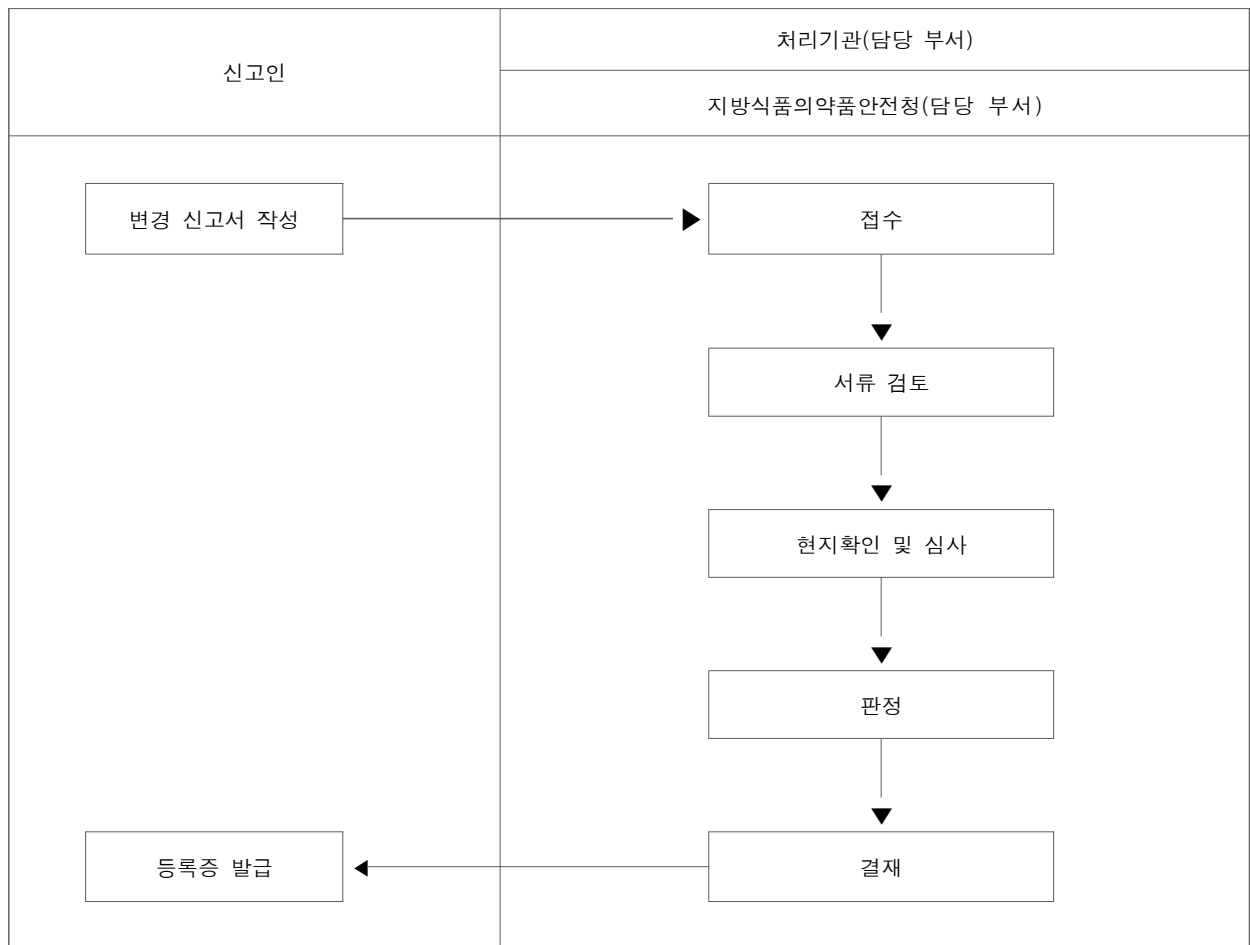 신고인
처리기관(담당 부서)
지방식품의약품안전청(담당 부서)
변경 신고서 작성
접수
서류 검토
현지확인 및 심사
판정
등록증 발급
결재